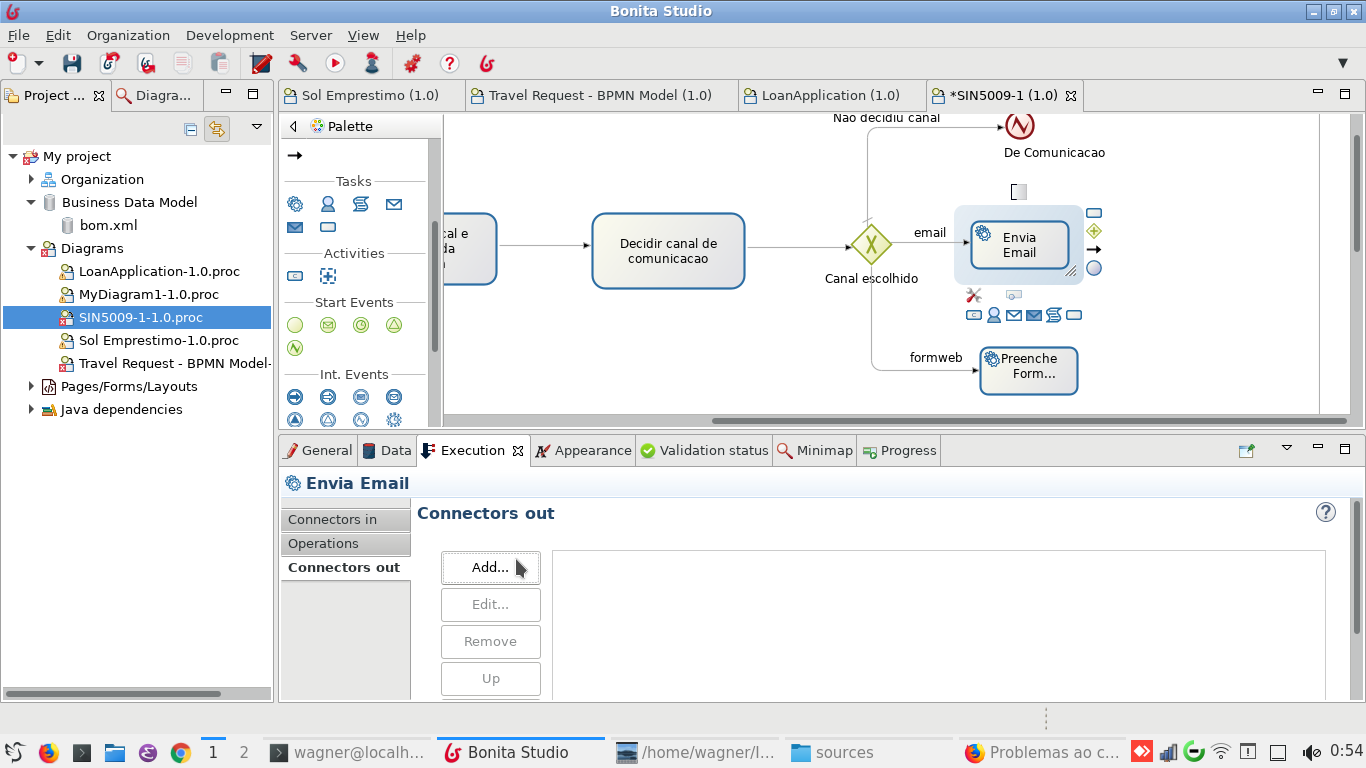 Bonita Studio
File Edit Organization Development Server View Help
Project ...
Diagra...
Sol Emprestimo (1.0)
Travel Request - BPMN Model (1.0)
LoanApplication (1.0)
*SIN5009-1 (1.0)
My project
Organization
Business Data Model
bom.xml
Diagrams
LoanApplication-1.0.proc
MyDiagram1-1.0.proc
SIN5009-1-1.0.proc
Sol Emprestimo-1.0.proc
Travel Request - BPMN Model-
Pages/Forms/Layouts
Java dependencies
Palette
Tasks
Activities
Start Events
Int. Events
cal e
da
Decidir canal de
comunicacao
Canal escolhido
Nao decidiu canal
De Comunicacao
email
Envia
Email
formweb
Preenche
Form...
General
Data
Execution
Appearance
Validation status
Minimap
Progress
Envia Email
Connectors in
Operations
Connectors out
Connectors out
Add...
Edit...
Remove
Up
1
2
wagner@localh...
Bonita Studio
/home/wagner/I...
sources
Problemas ao c...
0:54